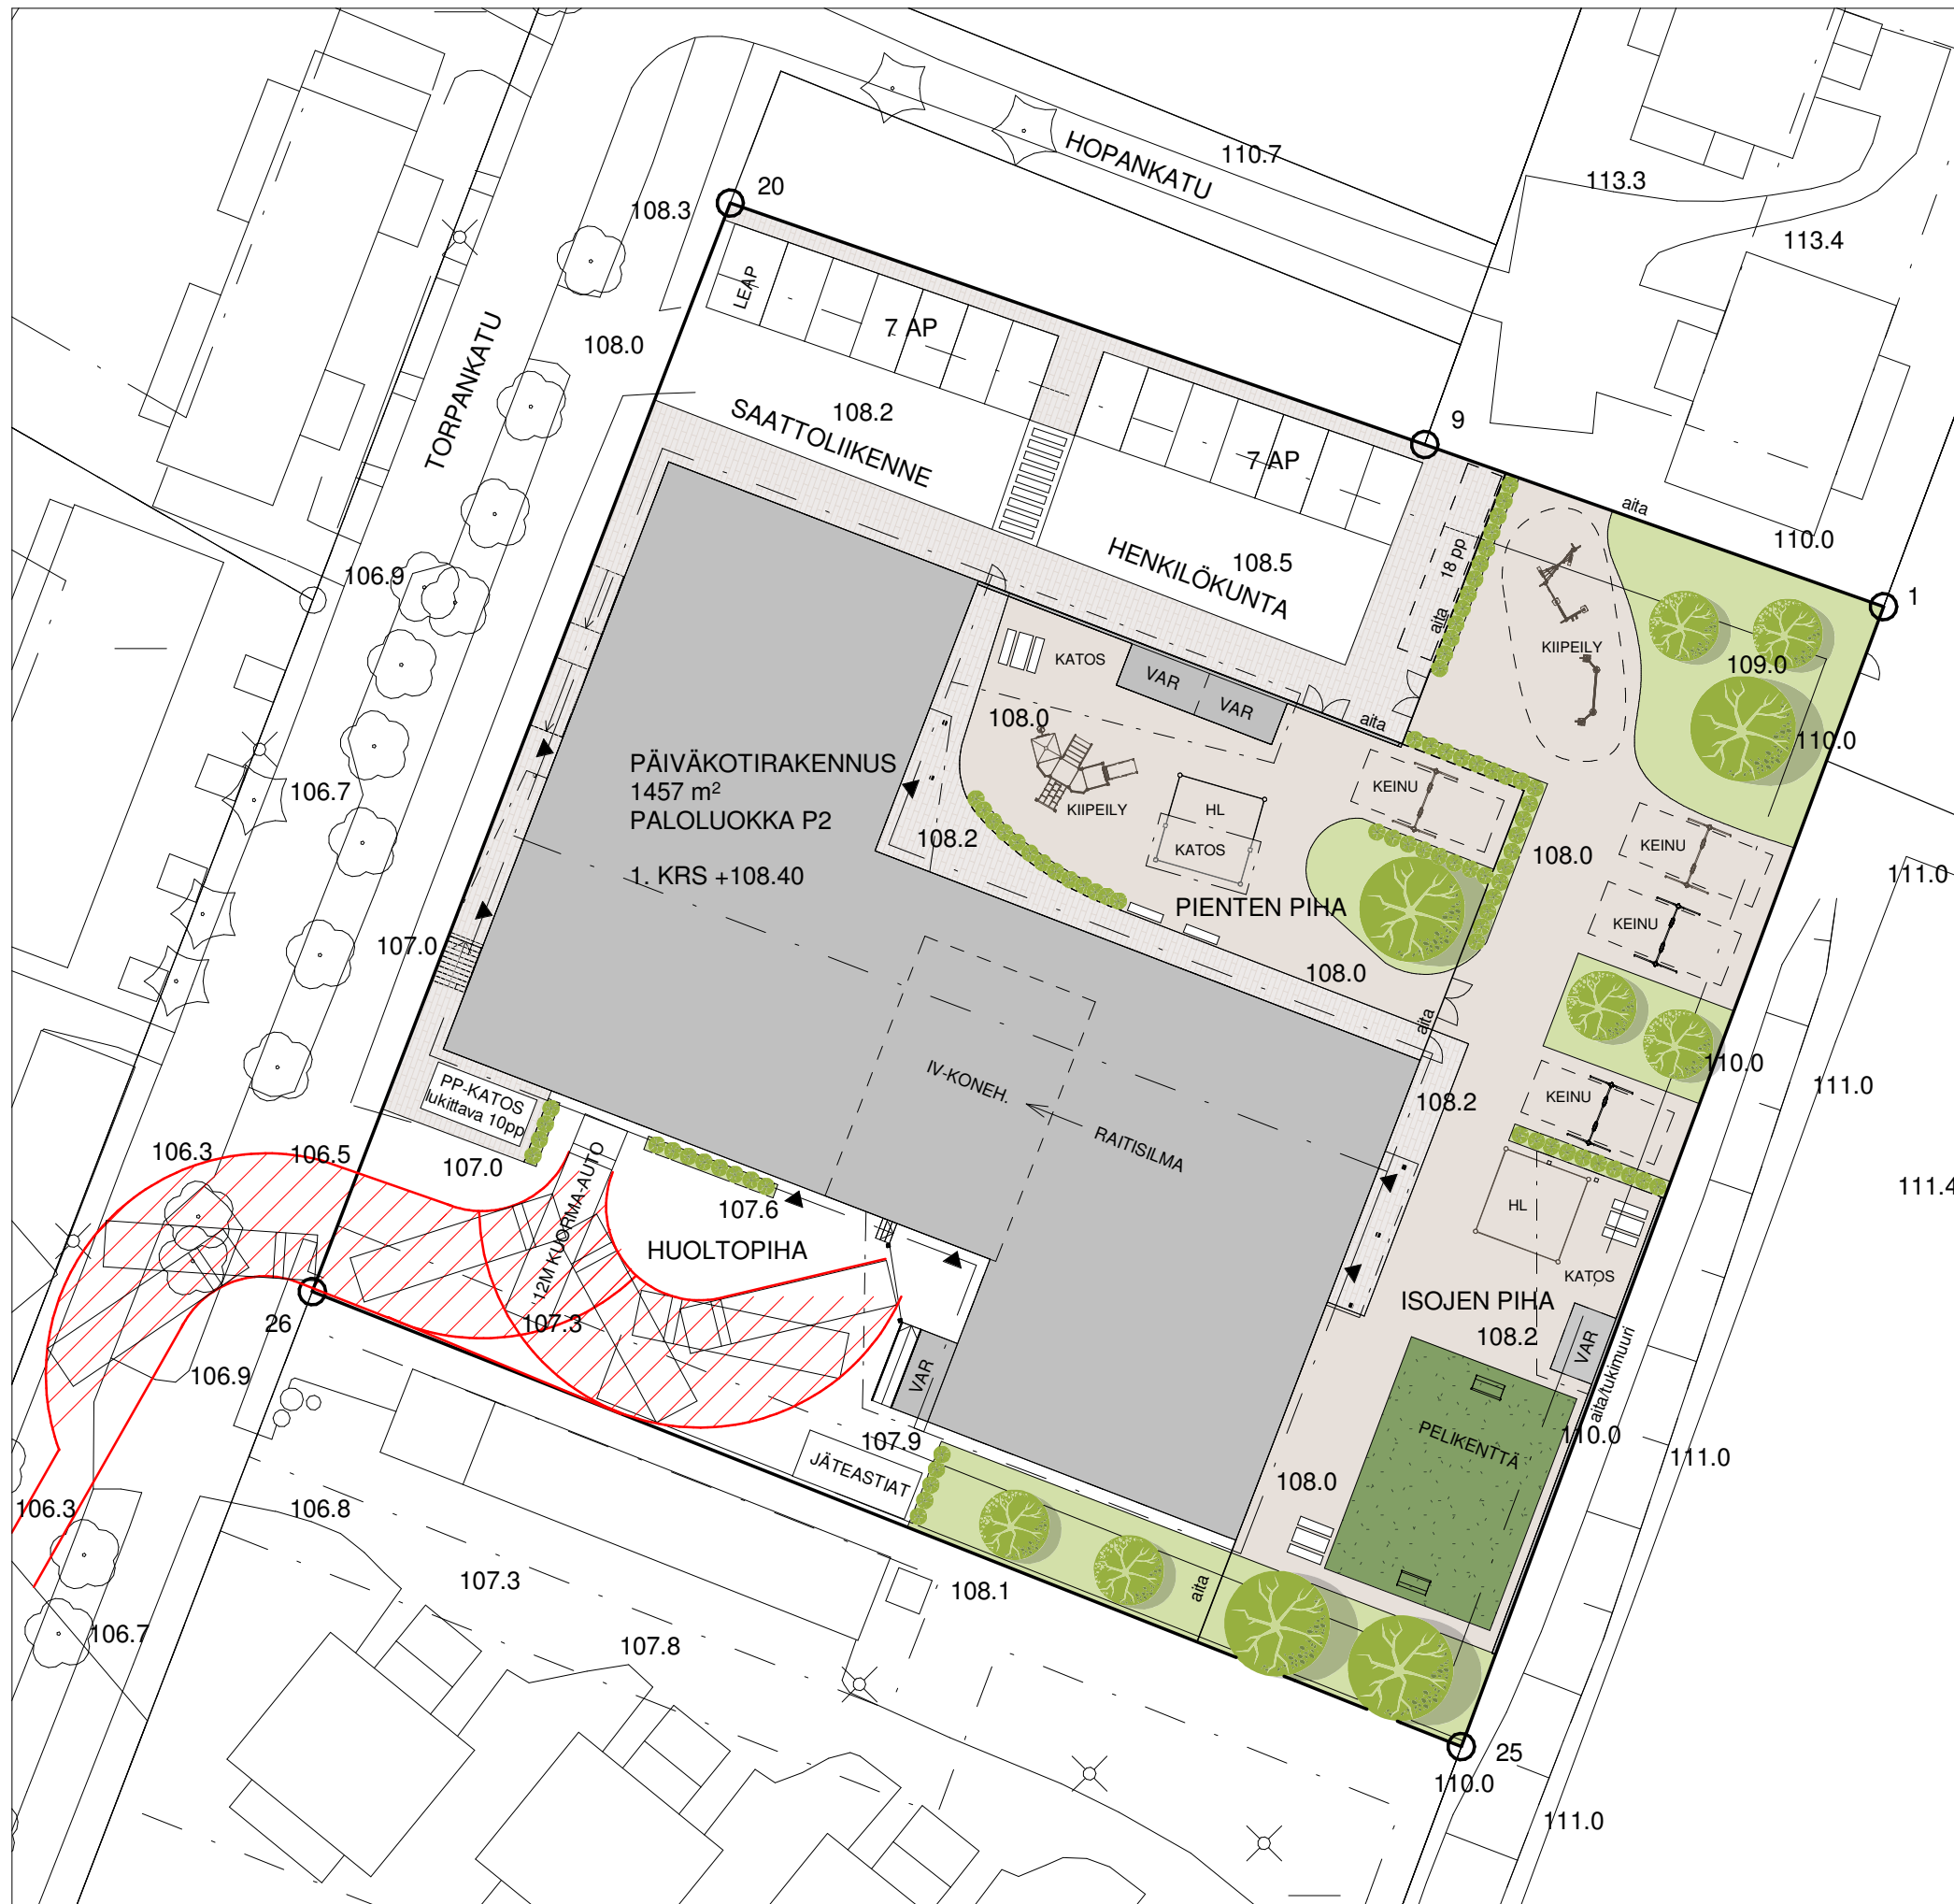 HOPANKATU
110.7
113.3
113.4
20
108.3
LEAP
7 AP
108.0
TORPANKATU
SAATTOLIIKENNE
108.2
9
7 AP
aita
110.0
18 pp
HENKILÖKUNTA
108.5
106.9
1
aita
KIIPEILY
109.0
KATOS
VAR
VAR
108.0
aita
110.0
PÄIVÄKOTIRAKENNUS
1457 m²
PALOLUOKKA P2
1. KRS +108.40
106.7
KIIPEILY
HL
KATOS
KEINU
108.2
108.0
KEINU
111.0
PIENTEN PIHA
KEINU
107.0
108.0
aita
110.0
IV-KONEH.
RAITISILMA
108.2
KEINU
111.0
PP-KATOS
lukittava 10pp
106.3
106.5
107.0
12M KUORMA-AUTO
107.6
HUOLTOPIHA
HL
111.4
KATOS
ISOJEN PIHA
108.2
26
107.3
106.9
VAR
VAR
aita/tukimuuri
107.9
JÄTEASTIAT
PELIKENTTÄ
110.0
111.0
108.0
106.3
106.8
107.3
108.1
aita
106.7
107.8
25
110.0
111.0